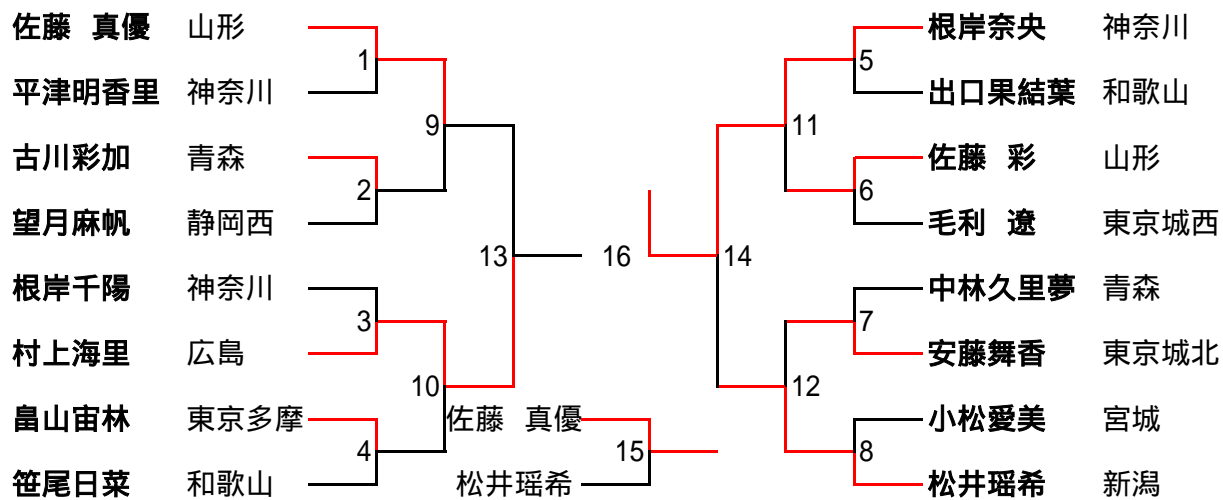 佐藤 真優 山形
1
平津明香里 神奈川
9
古川彩加 青森
2
望月麻帆 静岡西
13
根岸千陽 神奈川
3
村上海里 広島
10
畠山宙林 東京多摩
4
笹尾日菜 和歌山
16
佐藤 真優
15
松井瑶希
根岸奈央 神奈川
5
出口果結葉 和歌山
11
佐藤 彩 山形
6
毛利 遼 東京城西
14
中林久里夢 青森
7
安藤舞香 東京城北
12
小松愛美 宮城
8
松井瑶希 新潟